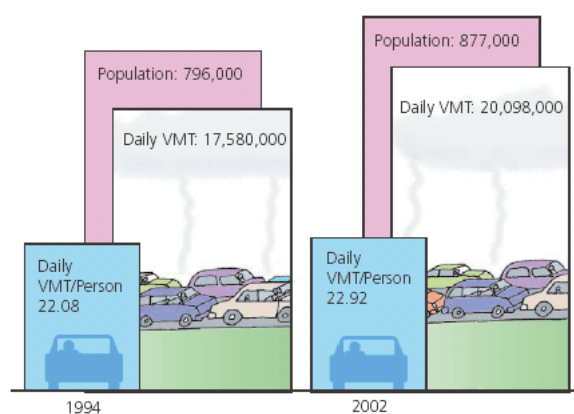 Population: 796,000
Daily VMT: 17,580,000
Daily
VMT/Person
22.08
1994
Population: 877,000
Daily VMT: 20,098,000
Daily
VMT/Person
22.92
2002